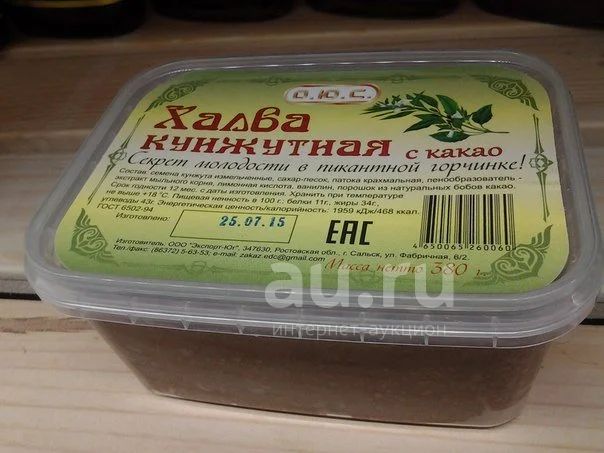 О.Ю.С.
Халва
кунжутная с какао
Секрет молодости в пикантной горчинке!
Состав: семена кунжута измельченные, сахар-песок, патока крахмальная, пенообразователь -
экстракт мыльного корня, лимонная кислота, ванилин, порошок из натуральных бобов какао.
Срок годности 12 мес. с даты изготовления. Хранить при температуре
не выше +18 °С. Пищевая ценность в 100 г.: белки 11г., жиры 34г.,
углеводы 43г. Энергетическая ценность/калорийность: 1959 кДж/468 ккал.
ГОСТ 6502-94
Изготовлено:
25.07.15
ЕАС
4650065260060
Изготовитель: ООО "Экспорт-Юг", 347630, Ростовская обл., г. Сальск, ул. Фабричная, 6/2.
Тел./факс: (86372) 5-63-53, e-mail: zakaz.edc@gmail.com
Масса нетто 380 г.
au.ru
интернет-аукцион